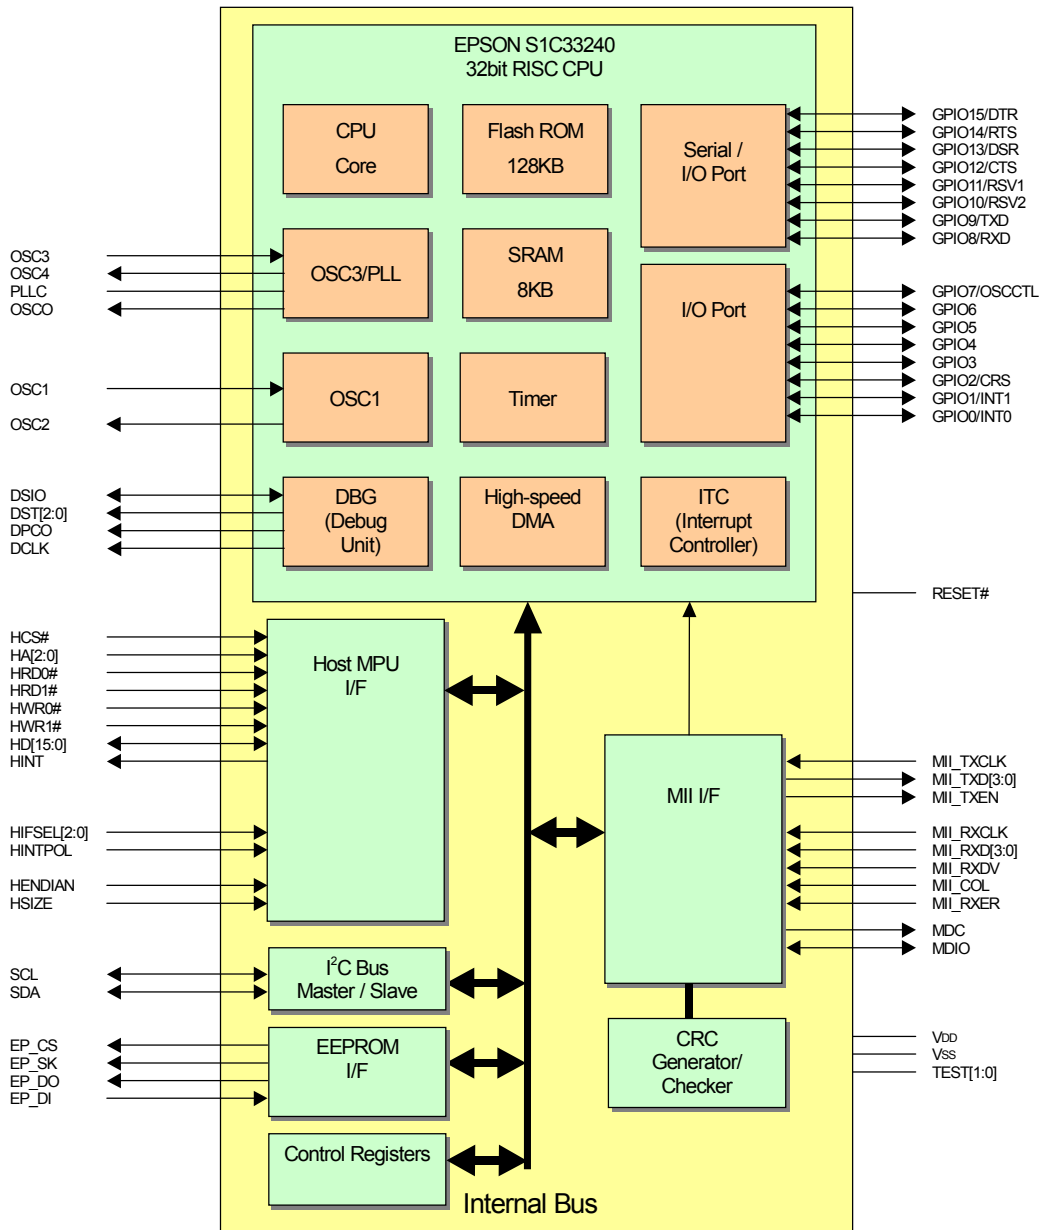 EPSON S1C33240
32bit RISC CPU
CPU
Core
Flash ROM
128KB
Serial /
I/O Port
OSC3/PLL
SRAM
8KB
I/O Port
OSC1
Timer
DBG
(Debug
Unit)
High-speed
DMA
ITC
(Interrupt
Controller)
OSC3
OSC4
PLLC
OSCO
OSC1
OSC2
DSIO
DST[2:0]
DPCO
DCLK
HCS#
HA[2:0]
HRD0#
HRD1#
HWR0#
HWR1#
HD[15:0]
HINT
HIFSEL[2:0]
HINTPOL
HENDIAN
HSIZE
SCL
SDA
EP_CS
EP_SK
EP_DO
EP_DI
Host MPU
I/F
I²C Bus
Master / Slave
EEPROM
I/F
Control Registers
Internal Bus
MII I/F
CRC
Generator/
Checker
GPIO15/DTR
GPIO14/RTS
GPIO13/DSR
GPIO12/CTS
GPIO11/RSV1
GPIO10/RSV2
GPIO9/TXD
GPIO8/RXD
GPIO7/OSCCTL
GPIO6
GPIO5
GPIO4
GPIO3
GPIO2/CRS
GPIO1/INT1
GPIO0/INT0
RESET#
MII_TXCLK
MII_TXD[3:0]
MII_TXEN
MII_RXCLK
MII_RXD[3:0]
MII_RXDV
MII_COL
MII_RXER
MDC
MDIO
VDD
VSS
TEST[1:0]